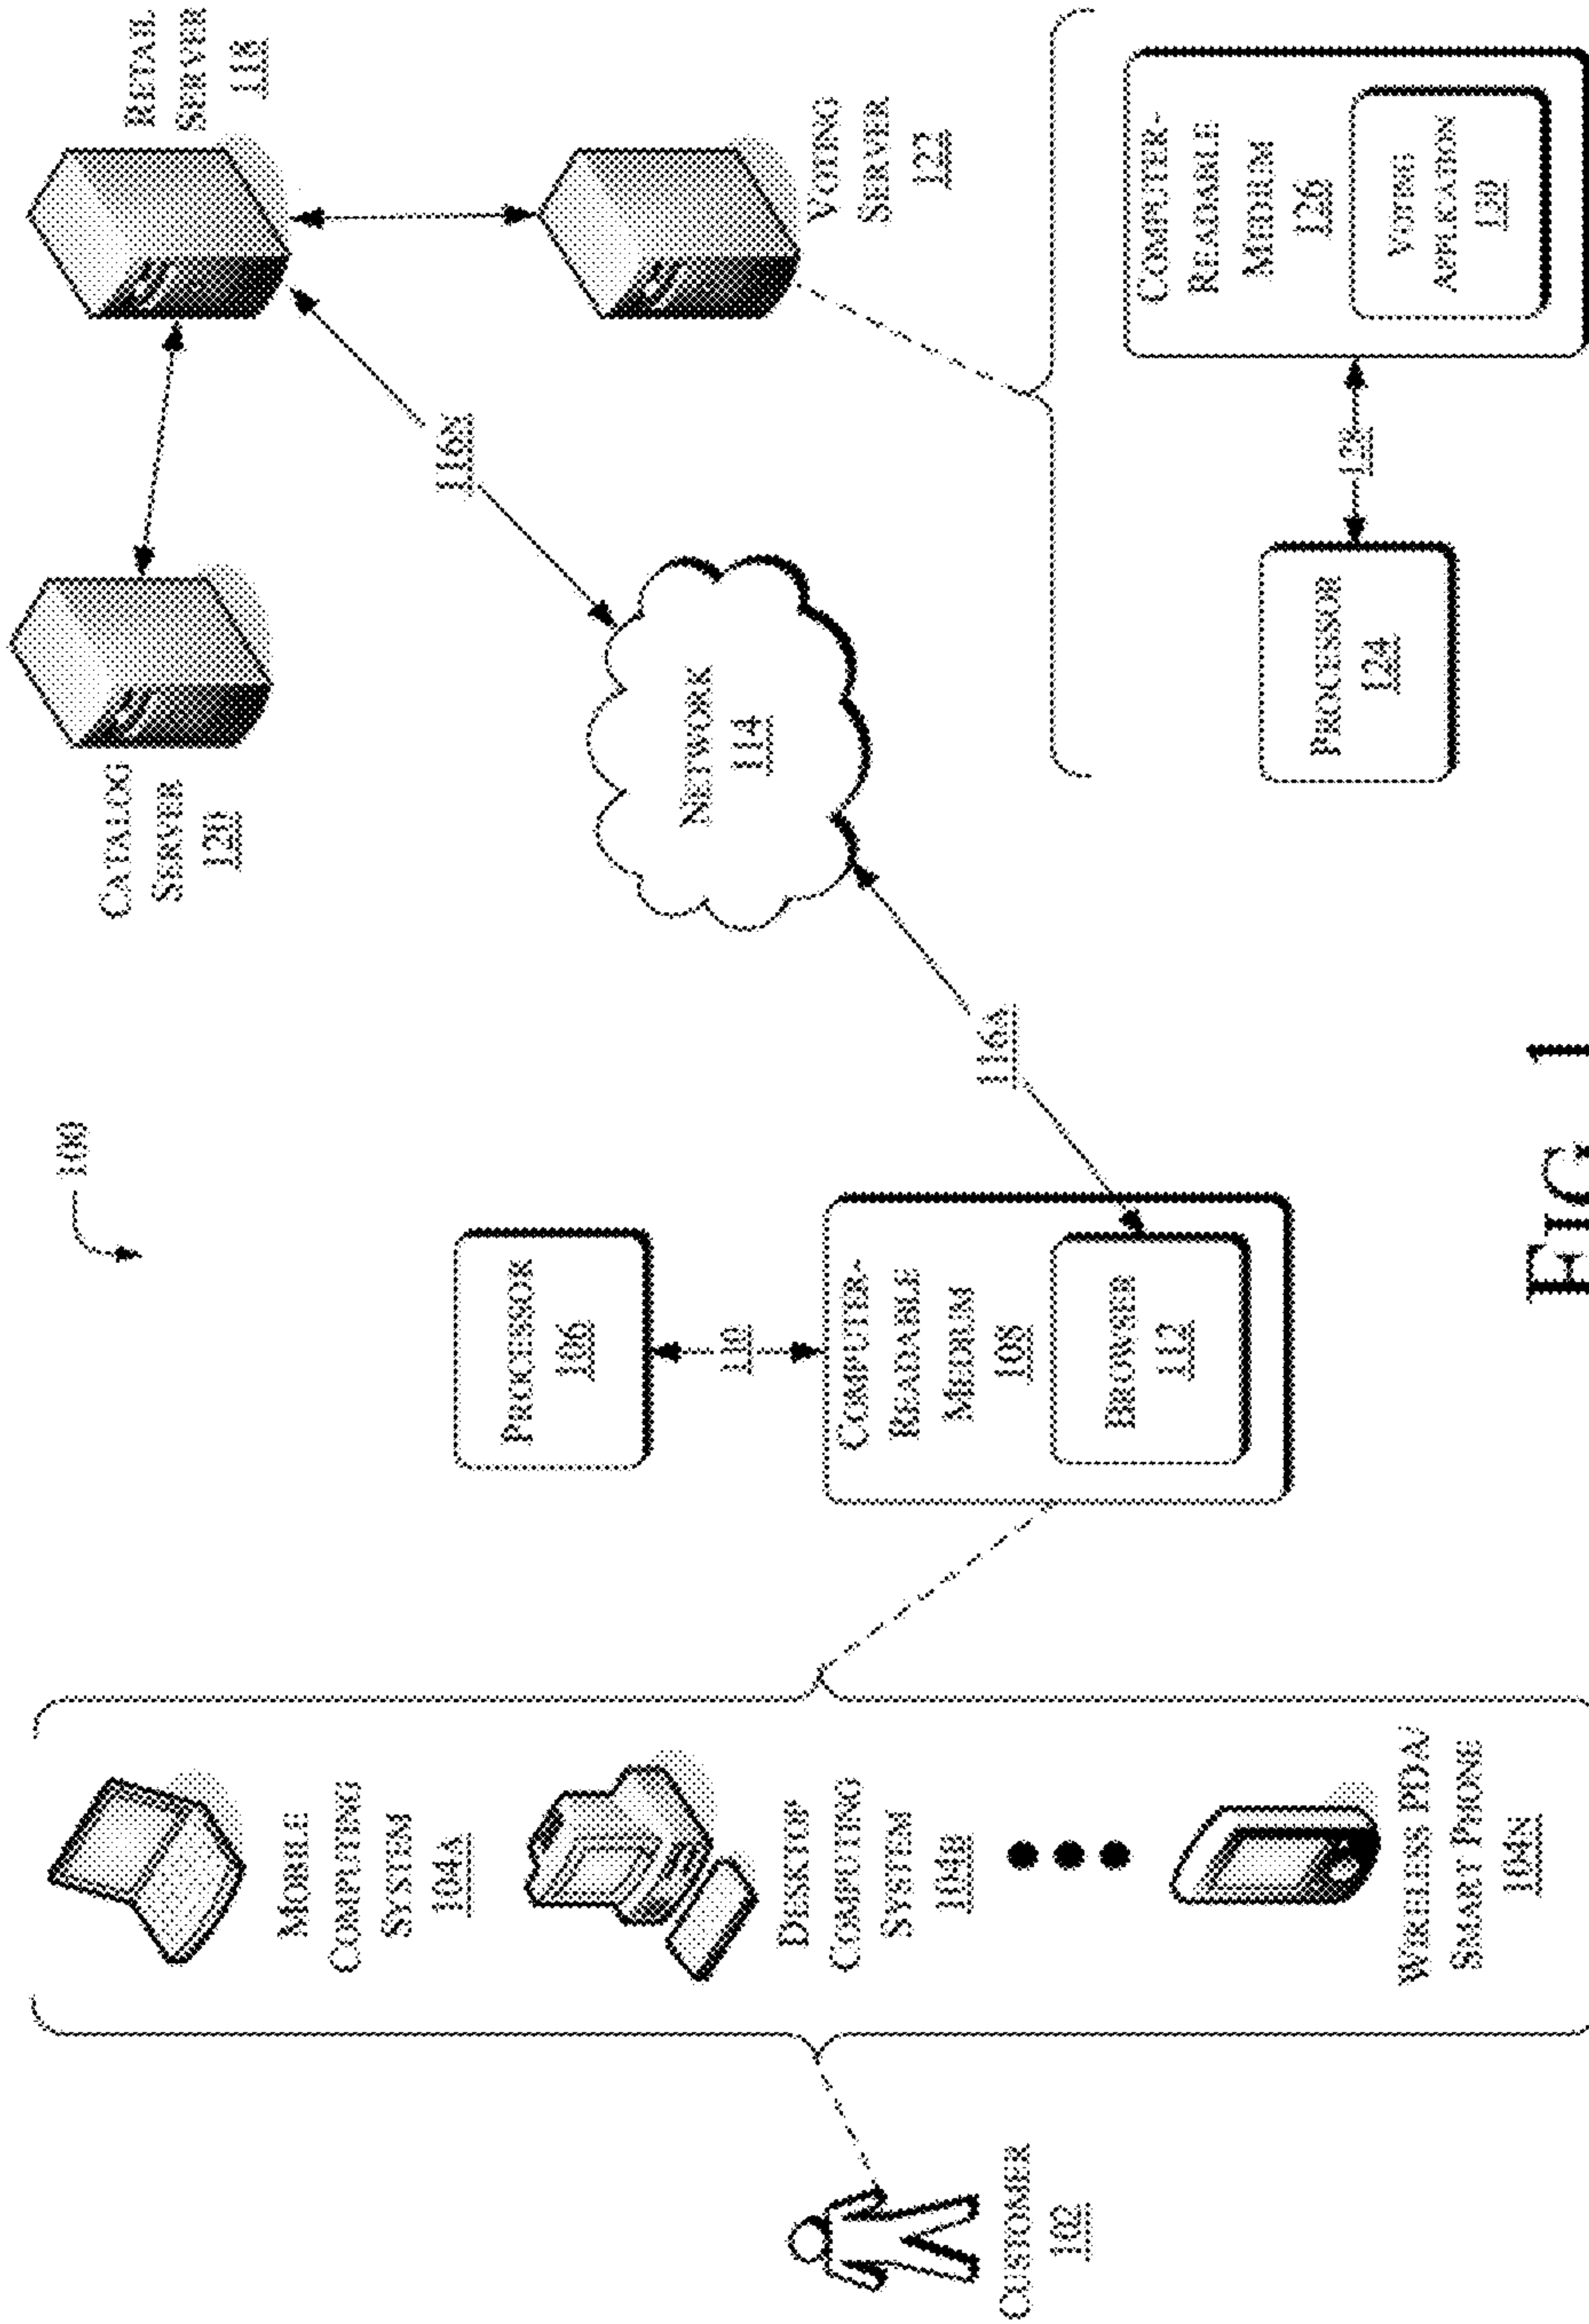 100
CUSTOMER
102
MOBILE
COMPUTING
SYSTEM
104A
DESKTOP
COMPUTING
SYSTEM
104B
WIRELESS PDA/
SMART PHONE
104N
PROCESSOR
106
110
COMPUTER-
READABLE
MEDIUM
108
BROWSER
112
116A
NETWORK
114
116N
CATALOG
SERVER
120
RETAIL
SERVER
118
VOTING
SERVER
122
PROCESSOR
124
128
COMPUTER-
READABLE
MEDIUM
126
VOTING
APPLICATION
130
FIG. 1